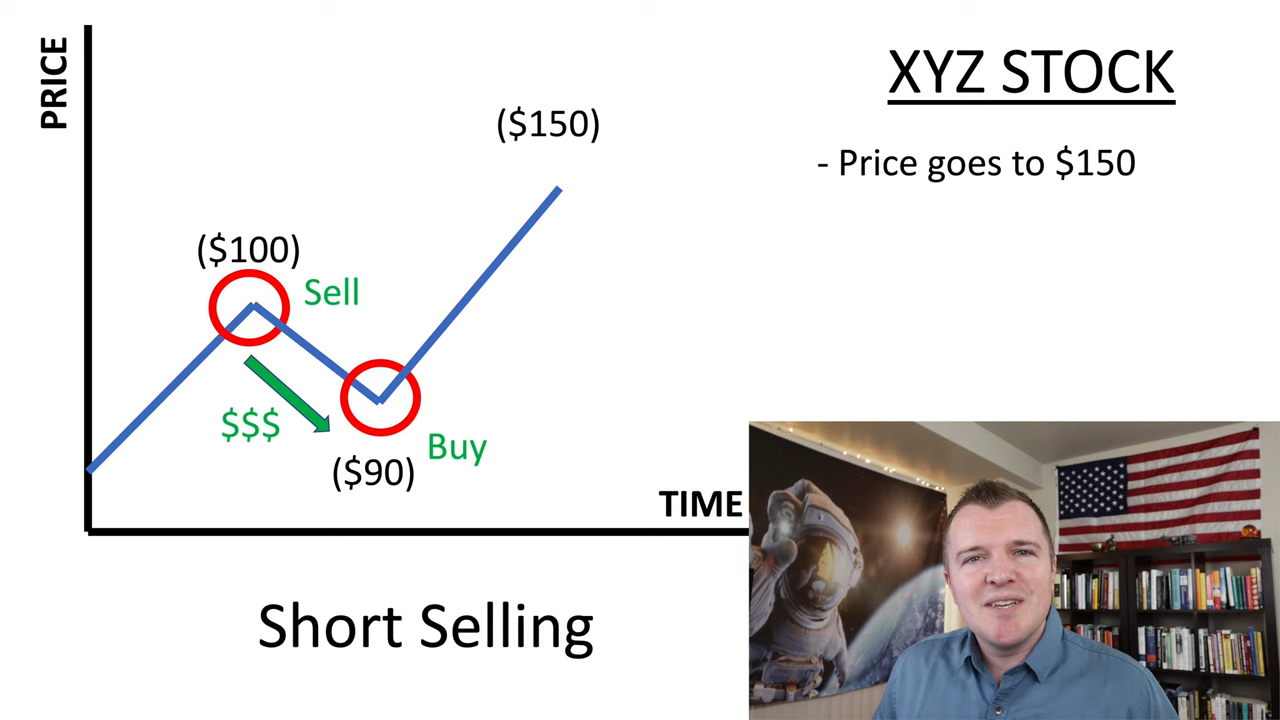 PRICE
XYZ STOCK
- Price goes to $150
($150)
($100)
Sell
$$$
Buy
($90)
TIME
Short Selling